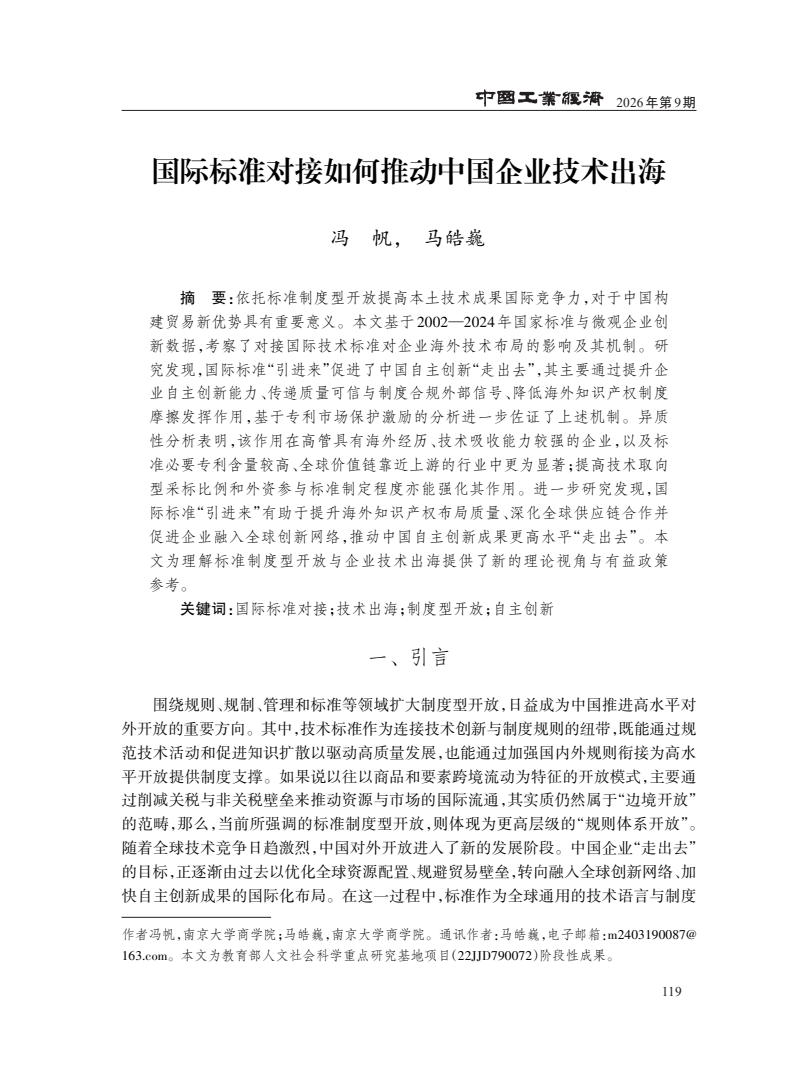 中國工業經濟 2026年第9期
国际标准对接如何推动中国企业技术出海
冯 帆， 马皓巍
摘 要：依托标准制度型开放提高本土技术成果国际竞争力，对于中国构
建贸易新优势具有重要意义。本文基于2002—2024年国家标准与微观企业创
新数据，考察了对接国际技术标准对企业海外技术布局的影响及其机制。研
究发现，国际标准“引进来”促进了中国自主创新“走出去”，其主要通过提升企
业自主创新能力、传递质量可信与制度合规外部信号、降低海外知识产权制度
摩擦发挥作用，基于专利市场保护激励的分析进一步佐证了上述机制。异质
性分析表明，该作用在高管具有海外经历、技术吸收能力较强的企业，以及标
准必要专利含量较高、全球价值链靠近上游的行业中更为显著；提高技术取向
型采标比例和外资参与标准制定程度亦能强化其作用。进一步研究发现，国
际标准“引进来”有助于提升海外知识产权布局质量、深化全球供应链合作并
促进企业融入全球创新网络，推动中国自主创新成果更高水平“走出去”。本
文为理解标准制度型开放与企业技术出海提供了新的理论视角与有益政策
参考。
关键词：国际标准对接；技术出海；制度型开放；自主创新
一、引言
围绕规则、规制、管理和标准等领域扩大制度型开放，日益成为中国推进高水平对
外开放的重要方向。其中，技术标准作为连接技术创新与制度规则的纽带，既能通过规
范技术活动和促进知识扩散以驱动高质量发展，也能通过加强国内外规则衔接为高水
平开放提供制度支撑。如果说以往以商品和要素跨境流动为特征的开放模式，主要通
过削减关税与非关税壁垒来推动资源与市场的国际流通，其实质仍然属于“边境开放”
的范畴，那么，当前所强调的标准制度型开放，则体现为更高层级的“规则体系开放”。
随着全球技术竞争日趋激烈，中国对外开放进入了新的发展阶段。中国企业“走出去”
的目标，正逐渐由过去以优化全球资源配置、规避贸易壁垒，转向融入全球创新网络、加
快自主创新成果的国际化布局。在这一过程中，标准作为全球通用的技术语言与制度
作者冯帆，南京大学商学院；马皓巍，南京大学商学院。通讯作者：马皓巍，电子邮箱：m2403190087@
163.com。本文为教育部人文社会科学重点研究基地项目(22JJD790072)阶段性成果。
119